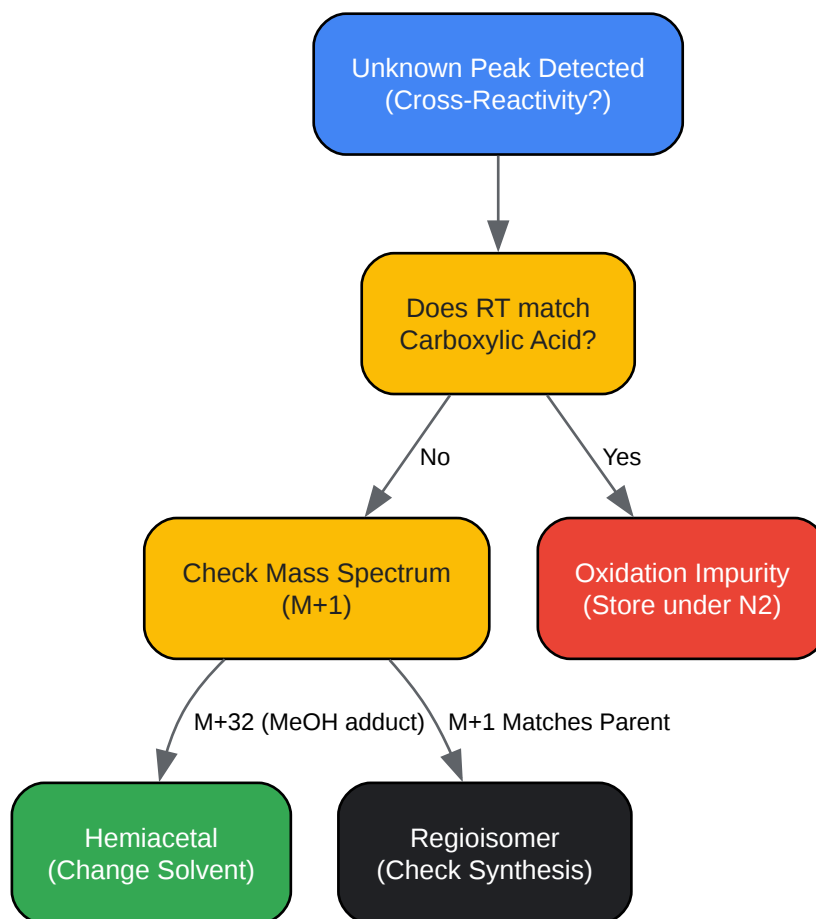 Unknown Peak Detected
(Cross-Reactivity?)
Does RT match
Carboxylic Acid?
No
Yes
Check Mass Spectrum
(M+1)
Oxidation Impurity
(Store under N2)
M+32 (MeOH adduct)
M+1 Matches Parent
Hemiacetal
(Change Solvent)
Regioisomer
(Check Synthesis)